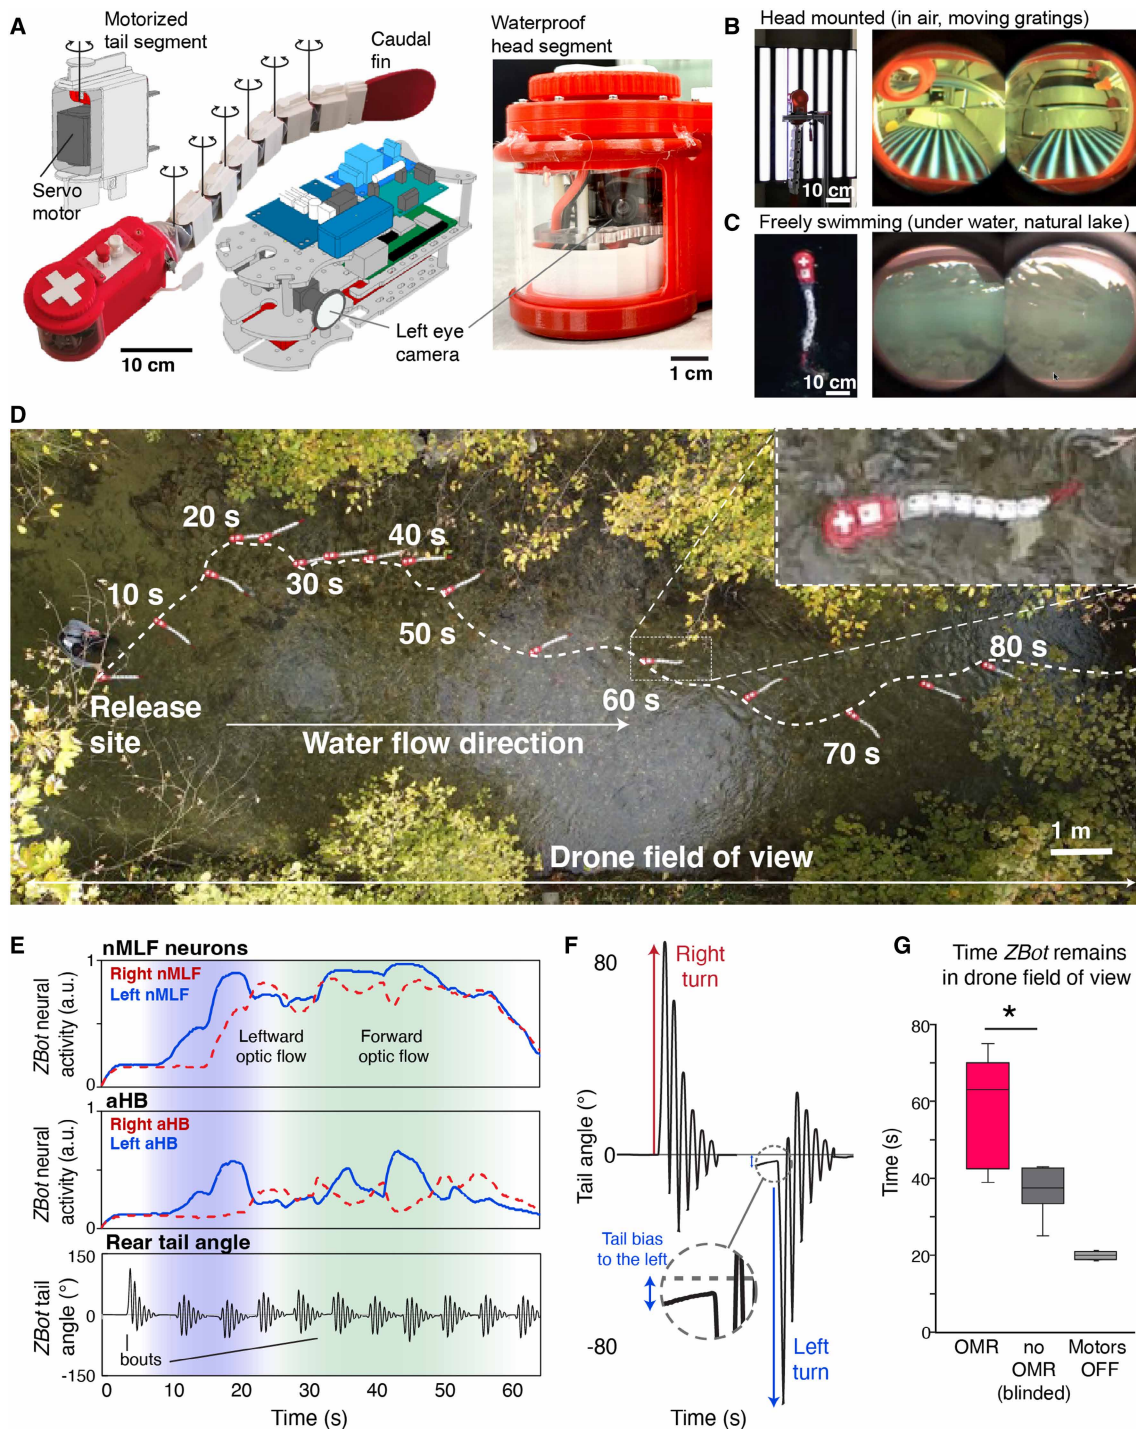 A
Motorized
tail segment
Servo
motor
Caudal
fin
Waterproof
head segment
Left eye
camera
10 cm
1 cm
B
Head mounted (in air, moving gratings)
10 cm
C
Freely swimming (under water, natural lake)
10 cm
D
10 s
20 s
30 s
40 s
50 s
60 s
70 s
80 s
Release
site
Water flow direction
Drone field of view
1 m
E
nMLF neurons
Right nMLF
Left nMLF
Leftward
optic flow
Forward
optic flow
ZBot neural
activity (a.u.)
1
0
aHB
Right aHB
Left aHB
ZBot neural
activity (a.u.)
1
0
Rear tail angle
ZBot tail
angle (°)
150
0
-150
bouts
0 10 20 30 40 50 60
Time (s)
F
80
0
-80
Tail angle (°)
Right
turn
Tail bias
to the left
Left
turn
Time (s)
G
Time ZBot remains
in drone field of view
*
80
60
40
20
0
Time (s)
OMR
no
OMR
(blinded)
Motors
OFF